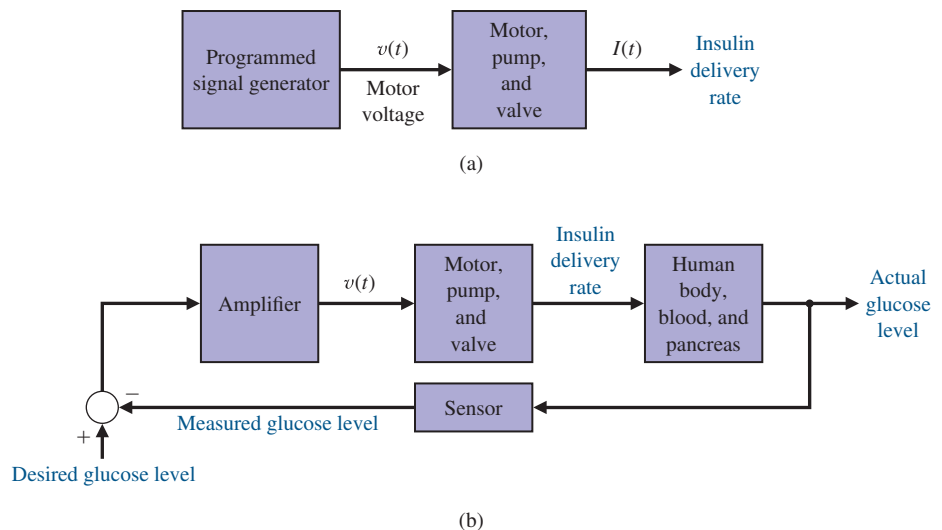 Programmed
signal generator
v(t)
Motor
voltage
Motor,
pump,
and
valve
I(t)
Insulin
delivery
rate
(a)
Amplifier
v(t)
Motor,
pump,
and
valve
Insulin
delivery
rate
Human
body,
blood, and
pancreas
Actual
glucose
level
−
Measured glucose level
Sensor
+
Desired glucose level
(b)